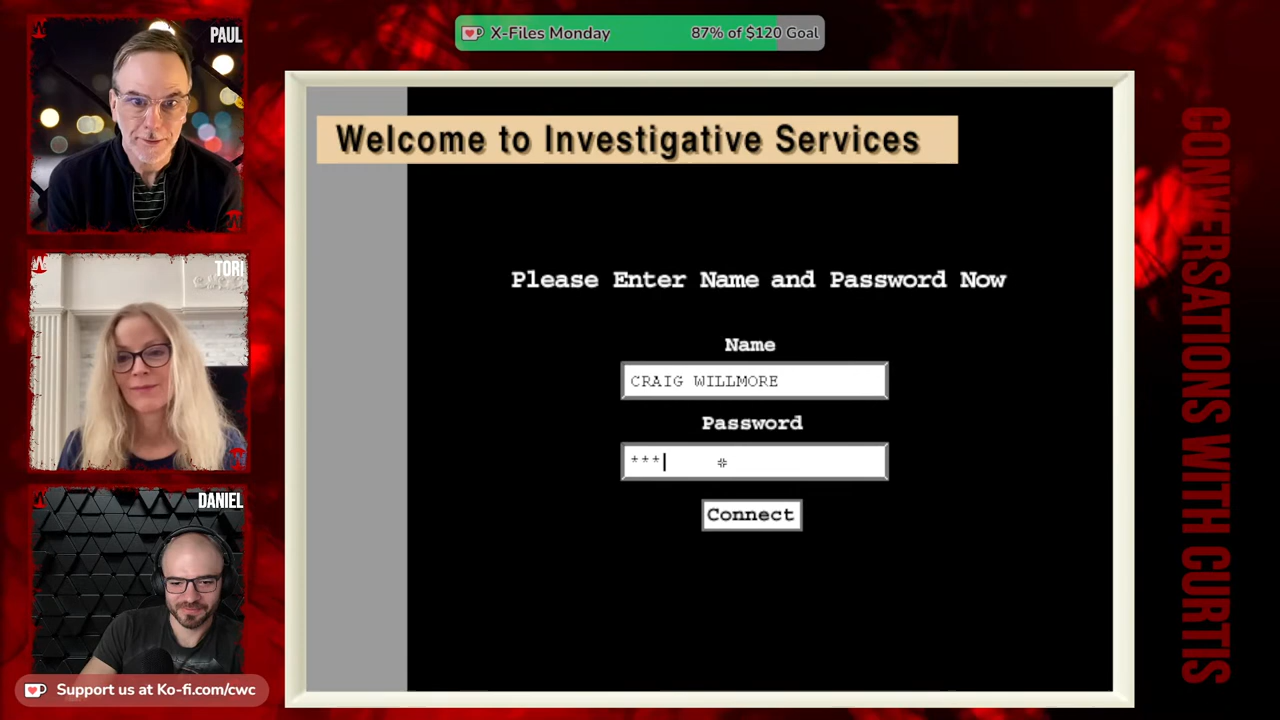 PAUL
X-Files Monday 87% of $120 Goal
Welcome to Investigative Services
Please Enter Name and Password Now
Name
CRAIG WILLMORE
Password
***
Connect
TORI
DANIEL
Support us at Ko-fi.com/cwc
CONVERSATIONS WITH CURTIS